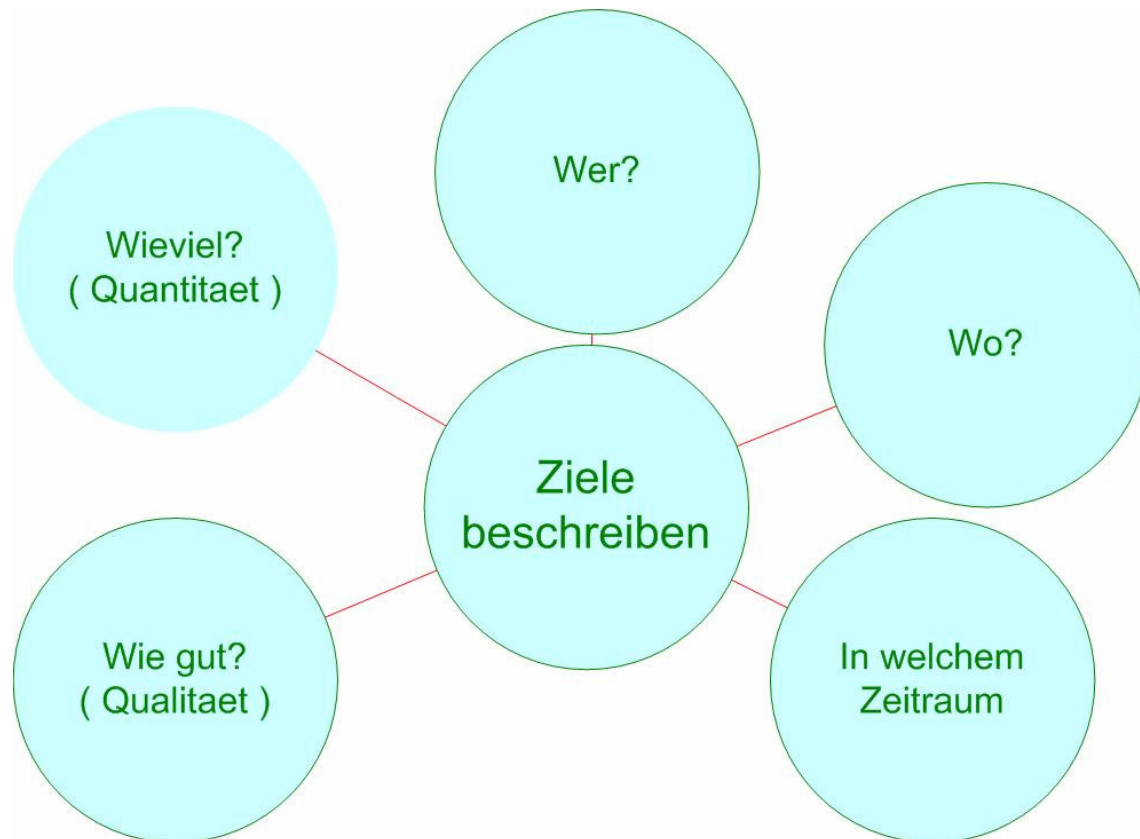 Wer?
Wieviel?
( Quantitaet )
Wo?
Ziele
beschreiben
Wie gut?
( Qualitaet )
In welchem
Zeitraum